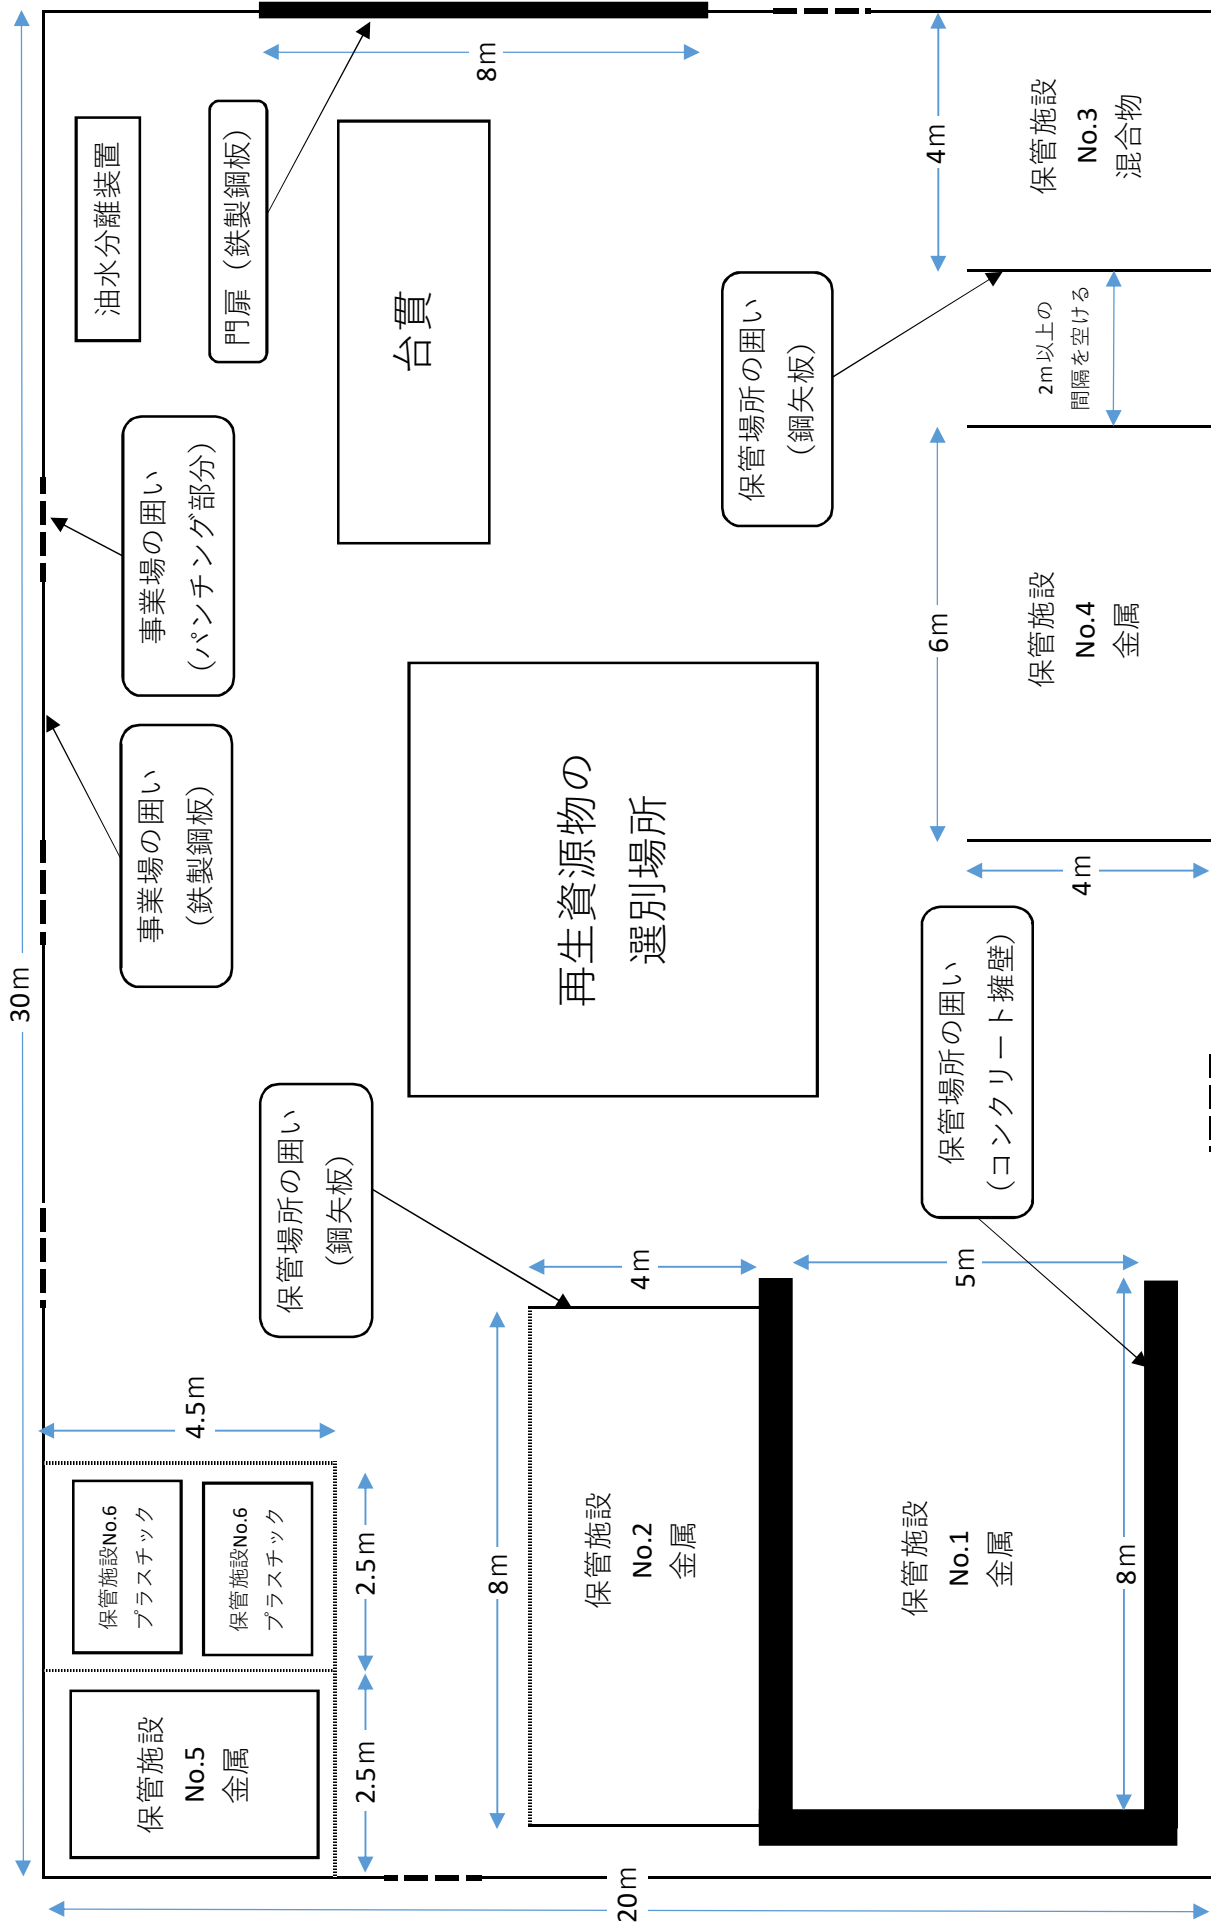 30m
20m
保管施設
No.5
金属
保管施設No.6
プラスチック
保管施設No.6
プラスチック
4.5m
2.5m
2.5m
事業場の囲い
（鉄製鋼板）
事業場の囲い
（パンチング部分）
油水分離装置
門扉（鉄製鋼板）
8m
台貫
保管場所の囲い
（鋼矢板）
再生資源物の
選別場所
8m
4m
保管施設
No.2
金属
保管場所の囲い
（鋼矢板）
保管施設
No.1
金属
5m
8m
保管場所の囲い
（コンクリート擁壁）
6m
4m
4m
保管施設
No.4
金属
2m以上の
間隔を空ける
保管施設
No.3
混合物